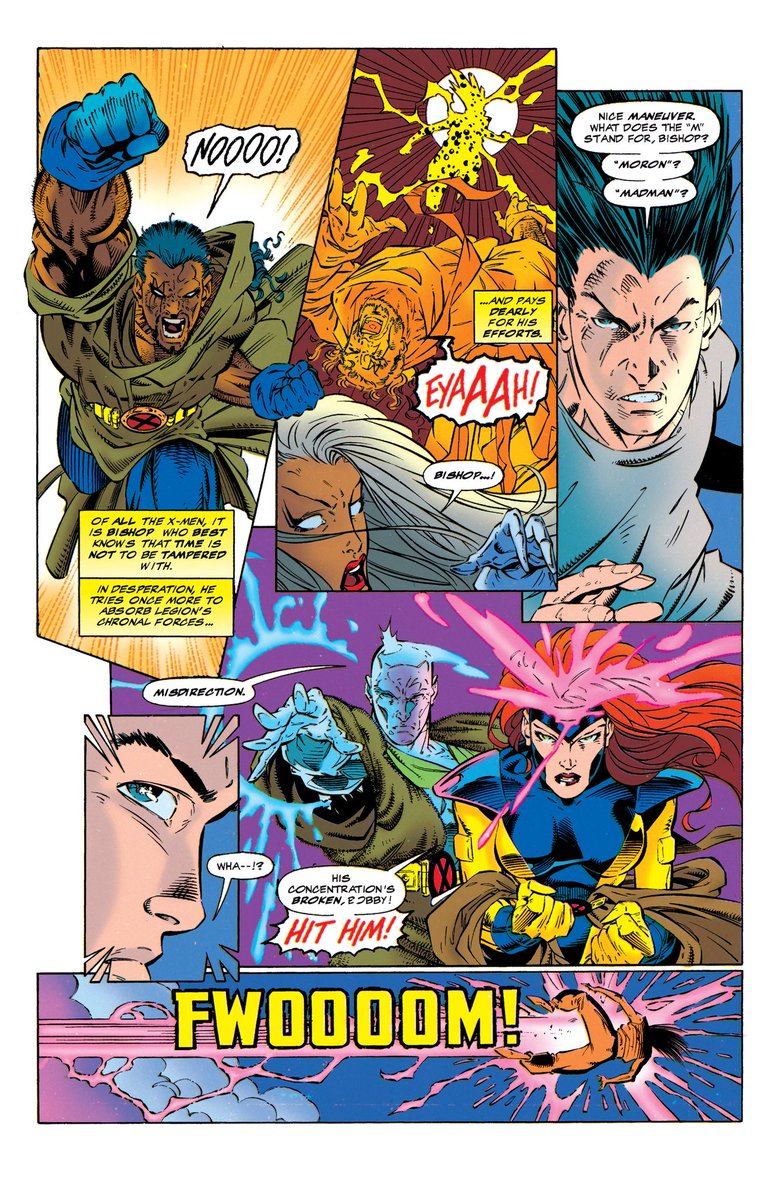 NOOOO!
OF ALL THE X-MEN, IT
IS BISHOP WHO BEST
KNOWS THAT TIME IS
NOT TO BE TAMPERED
WITH.
IN DESPERATION, HE
TRIES ONCE MORE TO
ABSORB LEGION'S
CHRONAL FORCES...
...AND PAYS
DEARLY
FOR HIS
EFFORTS.
EYAAAH!
BISHOP...!
NICE MANEUVER.
WHAT DOES THE "M"
STAND FOR, BISHOP?
"MORON"?
"MADMAN"?
MISDIRECTION.
WHA--!?
HIS
CONCENTRATION'S
BROKEN, BOBBY!
HIT HIM!
FWOOOOM!